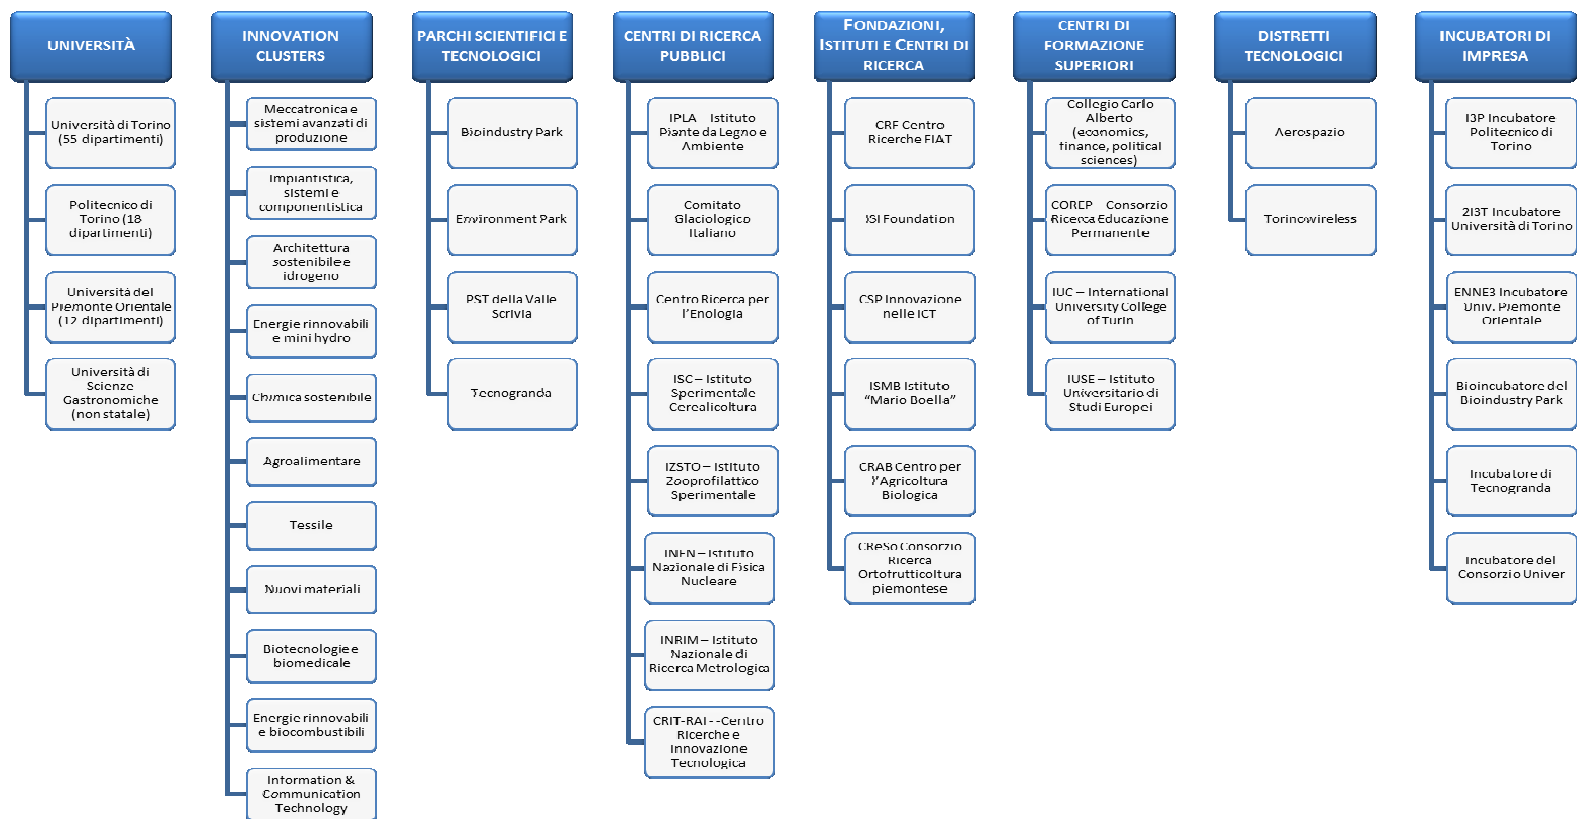 UNIVERSITÀ
Università di Torino
(55 dipartimenti)
Politecnico di
Torino (18
dipartimenti)
Università del
Piemonte Orientale
(12 dipartimenti)
Università di
Scienze
Gastronomiche
(non statale)
INNOVATION
CLUSTERS
Meccatronica e
sistemi avanzati di
produzione
Impiantistica,
sistemi e
componentistica
Architettura
sostenibile e
idrogeno
Energie rinnovabili
e mini hydro
Chimica sostenibile
Agroalimentare
Tessile
Nuovi materiali
Biotecnologie e
biomedicale
Energie rinnovabili
e biocombustibili
Information &
Communication
Technology
PARCHI SCIENTIFICI E
TECNOLOGICI
Bioindustry Park
Environment Park
PST della Valle
Scrivia
Tecnogranda
CENTRI DI RICERCA
PUBBLICI
IPLA – Istituto
Piante da Legno e
Ambiente
Comitato
Glaciologico
Italiano
Centro Ricerca per
l'Enologia
ISC – Istituto
Sperimentale
Cerealicoltura
IZSTO – Istituto
Zooprofilattico
Sperimentale
INFN – Istituto
Nazionale di Fisica
Nucleare
INRIM – Istituto
Nazionale di
Ricerca Metrologica
CRIT-RAI - Centro
Ricerche e
Innovazione
Tecnologica
FONDAZIONI,
ISTITUTI E CENTRI DI
RICERCA
CRF Centro
Ricerche FIAT
ISI Foundation
CSP Innovazione
nelle ICT
ISMB Istituto
“Mario Boella”
CRAB Centro per
l'Agricoltura
Biologica
CReSo Consorzio
Ricerca
Ortofrutticoltura
piemontese
CENTRI DI
FORMAZIONE
SUPERIORI
Collegio Carlo
Alberto
(economics,
finance, political
sciences)
COREP – Consorzio
Ricerca Educazione
Permanente
IUC – International
University College
of Turin
IUSE – Istituto
Universitario di
Studi Europei
DISTRETTI
TECNOLOGICI
Aerospazio
Torinowireless
INCUBATORI DI
IMPRESA
I3P Incubatore
Politecnico di
Torino
2I3T Incubatore
Università di Torino
ENNE3 Incubatore
Univ. Piemonte
Orientale
Bioincubatore del
Bioindustry Park
Incubatore di
Tecnogranda
Incubatore del
Consorzio Univer